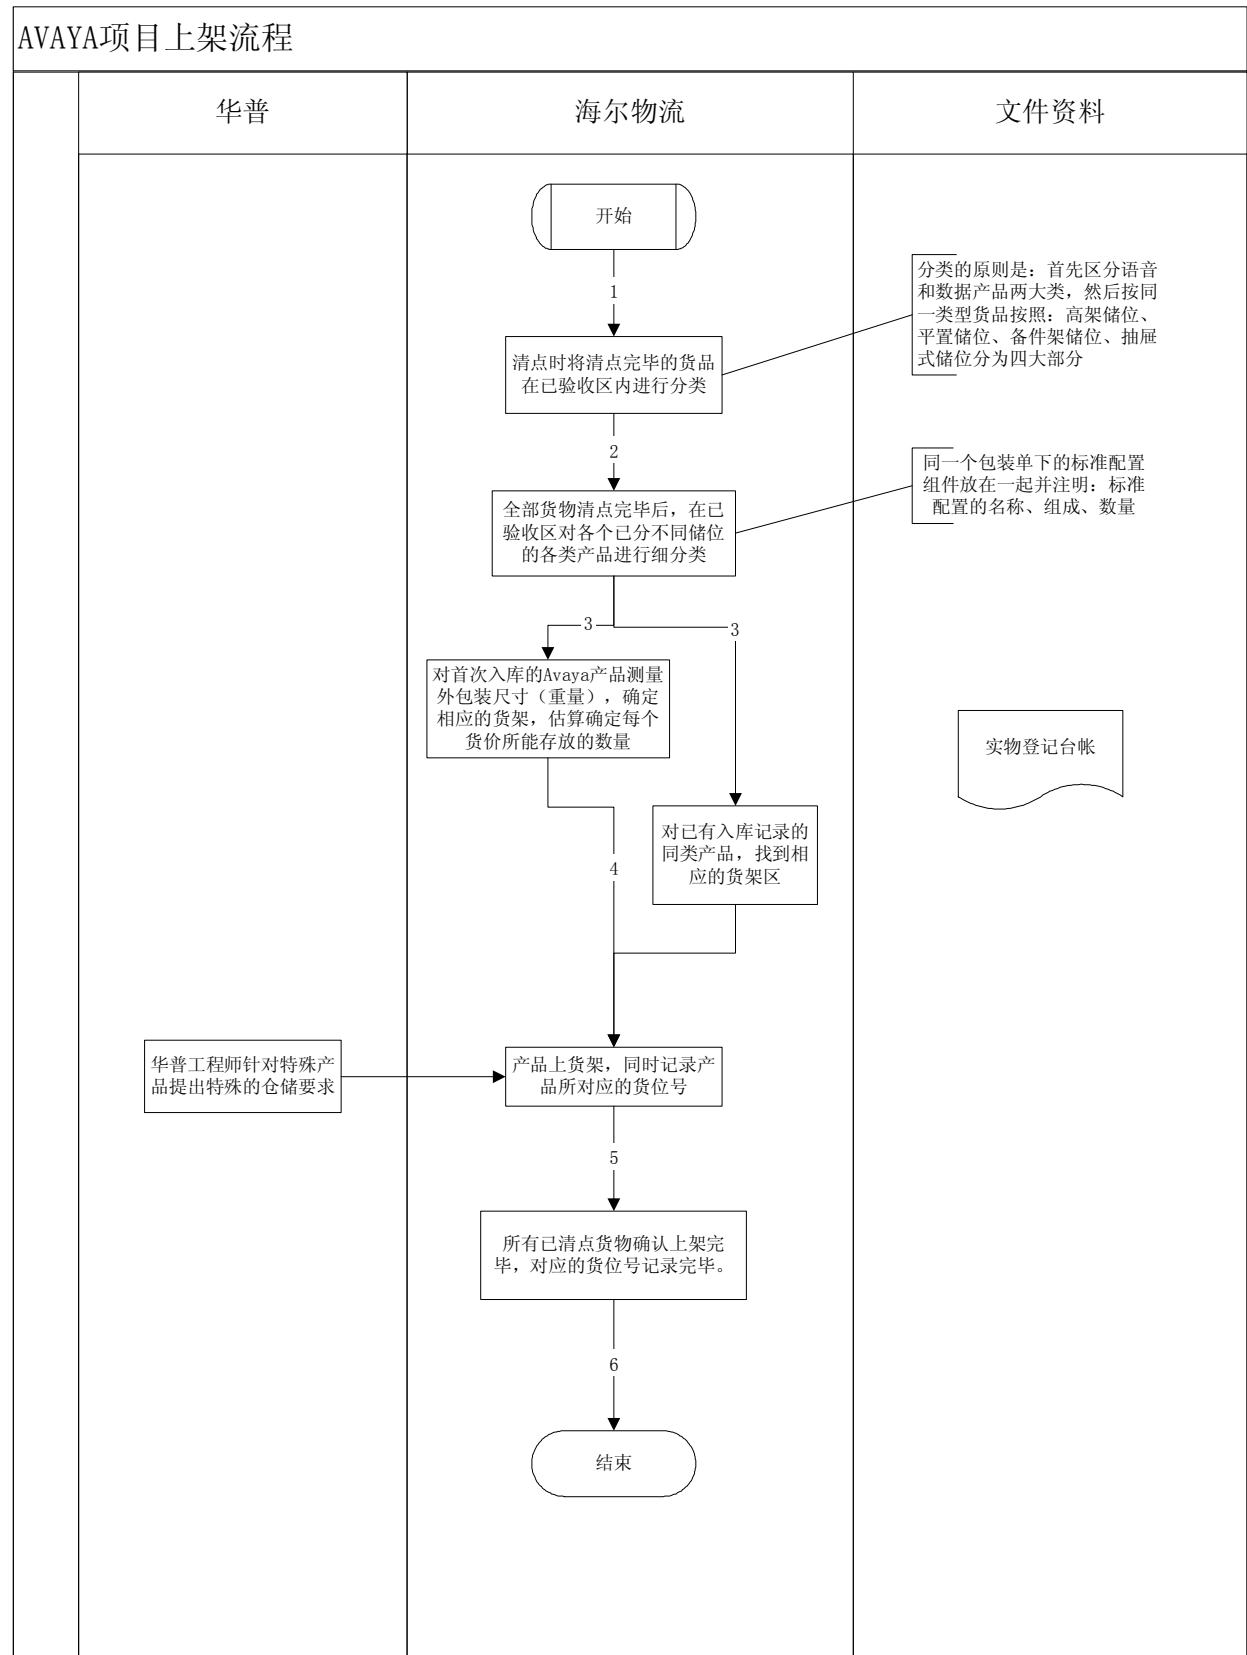 AVAYA项目上架流程
华普
海尔物流
文件资料
开始
1
分类的原则是：首先区分语音
和数据产品两大类，然后按同
一类型货品按照：高架储位、
平置储位、备件架储位、抽屉
式储位分为四大部分
清点时将清点完毕的货品
在已验收区内进行分类
2
同一个包装单下的标准配置
组件放在一起并注明：标准
配置的名称、组成、数量
全部货物清点完毕后，在已
验收区对各个已分不同储位
的各类产品进行细分类
3
3
对首次入库的Avaya产品测量
外包装尺寸（重量），确定
相应的货架，估算确定每个
货价所能存放的数量
实物登记台帐
对已有入库记录的
同类产品，找到相
应的货架区
4
华普工程师针对特殊产
品提出特殊的仓储要求
产品上货架，同时记录产
品所对应的货位号
5
所有已清点货物确认上架完
毕，对应的货位号记录完毕。
6
结束